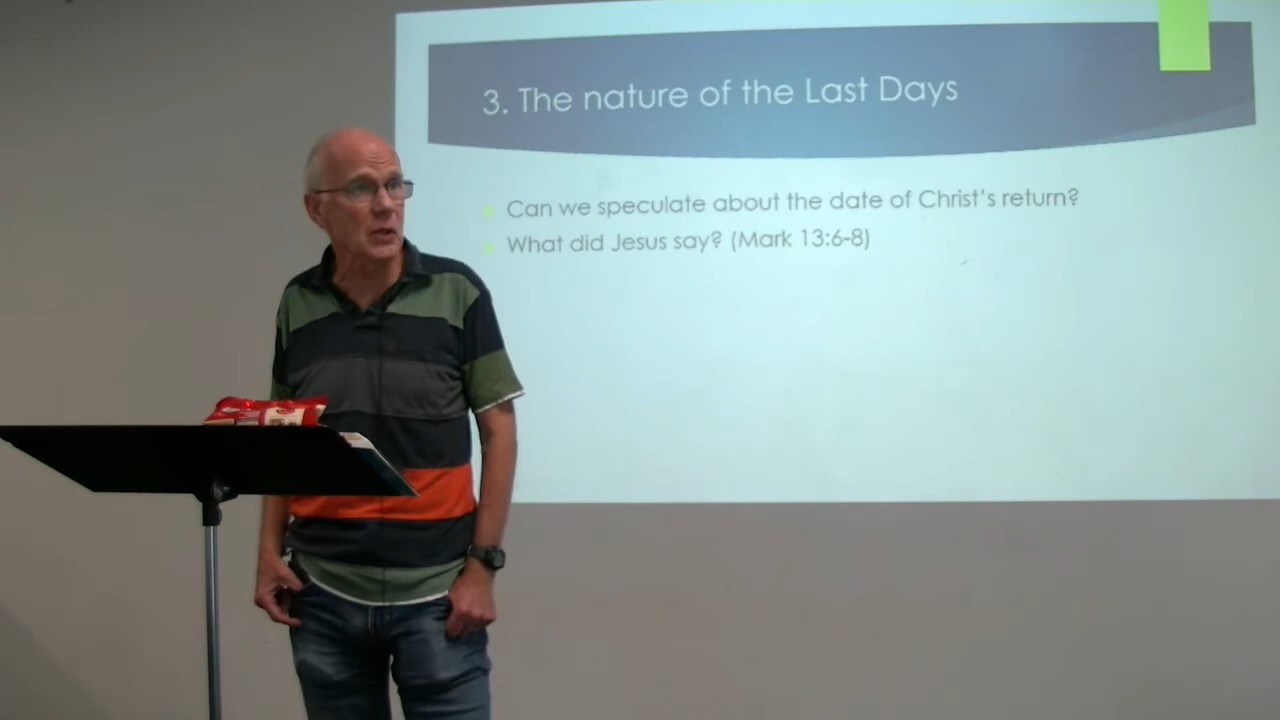 3. The nature of the Last Days
Can we speculate about the date of Christ's return?
What did Jesus say? (Mark 13:6-8)